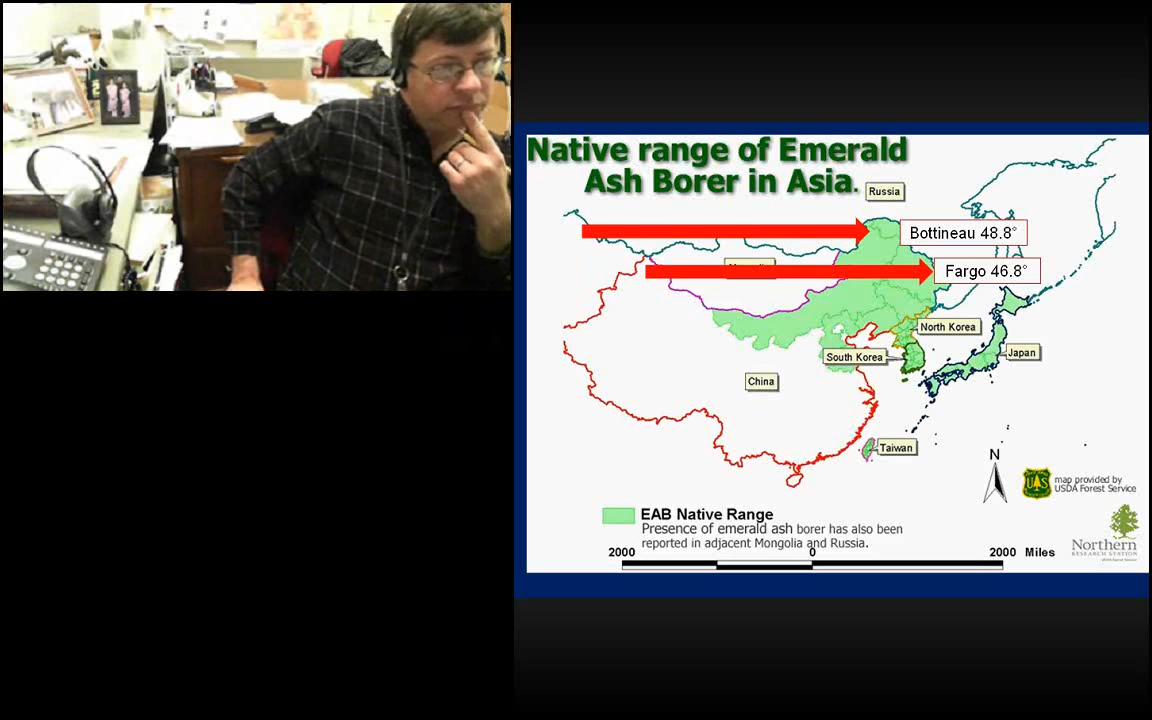 Native range of Emerald
Ash Borer in Asia.
Russia
Bottineau 48.8°
Fargo 46.8°
North Korea
South Korea
Japan
China
Taiwan
N
UAS
map provided by
USDA Forest Service
EAB Native Range
Presence of emerald ash borer has also been
reported in adjacent Mongolia and Russia.
Northern
RESEARCH STATION
2000 0 2000 Miles